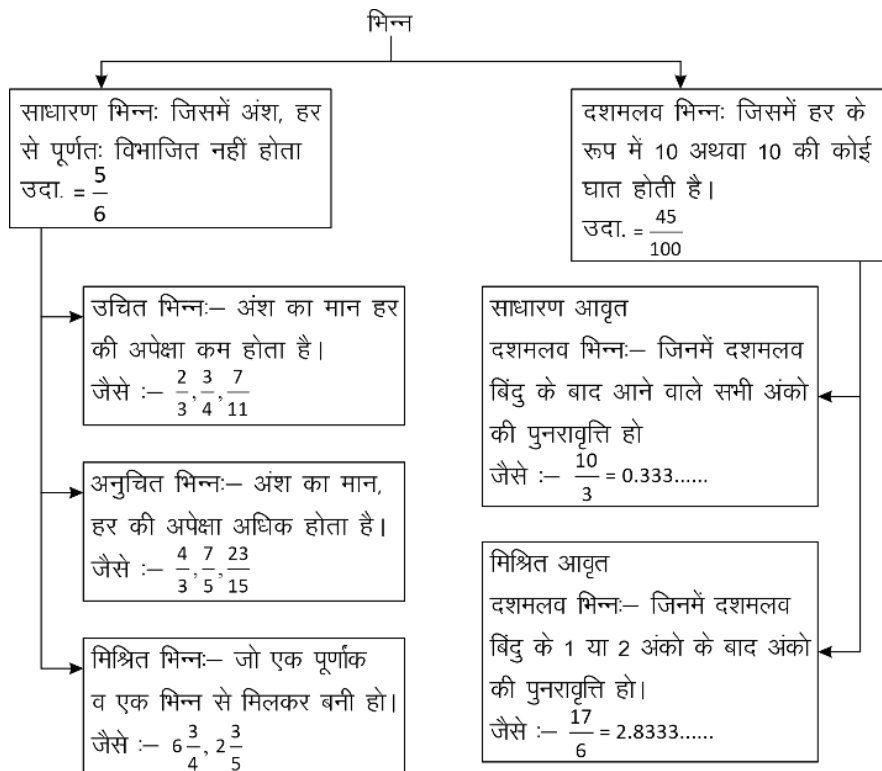 भिन्न
साधारण भिन्नः जिसमें अंश, हर
से पूर्णतः विभाजित नहीं होता
उदा. = 5/6
उचित भिन्नः– अंश का मान हर
की अपेक्षा कम होता है।
जैसे :– 2/3, 3/4, 7/11
अनुचित भिन्नः– अंश का मान,
हर की अपेक्षा अधिक होता है।
जैसे :– 4/3, 7/5, 23/15
मिश्रित भिन्नः– जो एक पूर्णांक
व एक भिन्न से मिलकर बनी हो।
जैसे :– 6 3/4, 2 3/5
दशमलव भिन्नः जिसमें हर के
रूप में 10 अथवा 10 की कोई
घात होती है।
उदा. = 45/100
साधारण आवृत
दशमलव भिन्नः– जिनमें दशमलव
बिंदु के बाद आने वाले सभी अंको
की पुनरावृत्ति हो
जैसे :– 10/3 = 0.333......
मिश्रित आवृत
दशमलव भिन्नः– जिनमें दशमलव
बिंदु के 1 या 2 अंको के बाद अंको
की पुनरावृत्ति हो।
जैसे :– 17/6 = 2.8333......